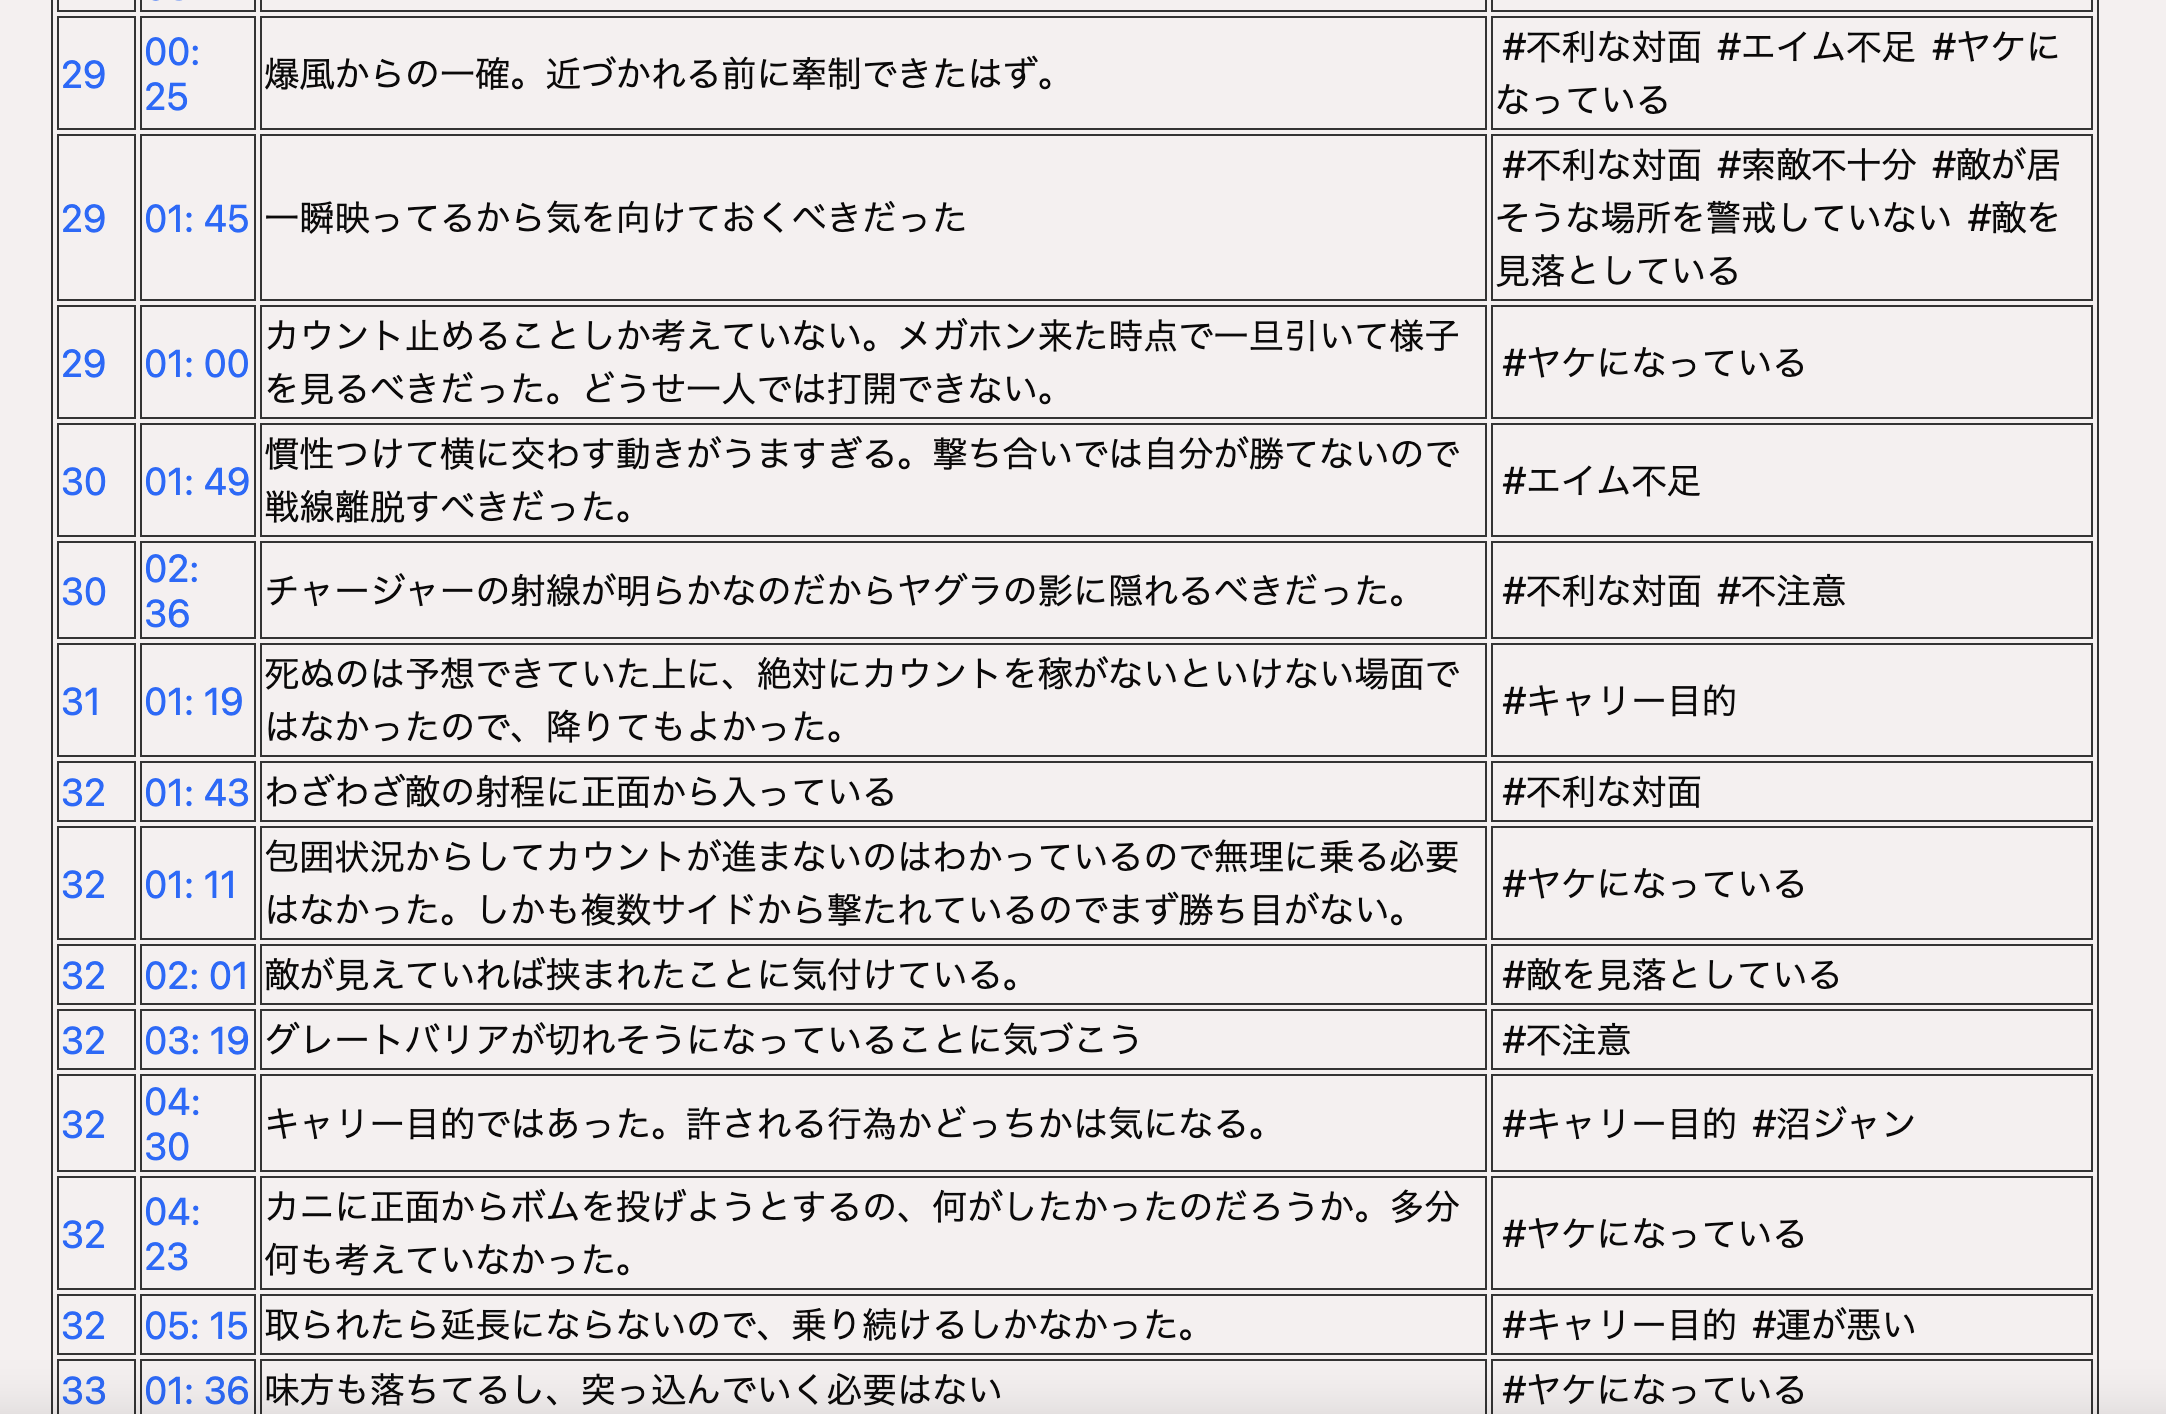 29
00:
25
爆風からの一確。近づかれる前に牽制できたはず。
#不利な対面 #エイム不足 #ヤケに
なっている
29
01: 45
一瞬映ってるから気を向けておくべきだった
#不利な対面 #索敵不十分 #敵が居
そうな場所を警戒していない #敵を
見落としている
29
01: 00
カウント止めることしか考えていない。メガホン来た時点で一旦引いて様子
を見るべきだった。どうせ一人では打開できない。
#ヤケになっている
30
01: 49
慣性つけて横に交わす動きがうますぎる。撃ち合いでは自分が勝てないので
戦線離脱すべきだった。
#エイム不足
30
02:
36
チャージャーの射線が明らかなのだからヤグラの影に隠れるべきだった。
#不利な対面 #不注意
31
01: 19
死ぬのは予想できていた上に、絶対にカウントを稼がないといけない場面で
はなかったので、降りてもよかった。
#キャリー目的
32
01: 43
わざわざ敵の射程に正面から入っている
#不利な対面
32
01: 11
包囲状況からしてカウントが進まないのはわかっているので無理に乗る必要
はなかった。しかも複数サイドから撃たれているのでまず勝ち目がない。
#ヤケになっている
32
02: 01
敵が見えていれば挟まれたことに気付けている。
#敵を見落としている
32
03: 19
グレートバリアが切れそうになっていることに気づこう
#不注意
32
04:
30
キャリー目的ではあった。許される行為かどっちかは気になる。
#キャリー目的 #沼ジャン
32
04:
23
カニに正面からボムを投げようとするの、何がしたかったのだろうか。多分
何も考えていなかった。
#ヤケになっている
32
05: 15
取られたら延長にならないので、乗り続けるしかなかった。
#キャリー目的 #運が悪い
33
01: 36
味方も落ちてるし、突っ込んでいく必要はない
#ヤケになっている